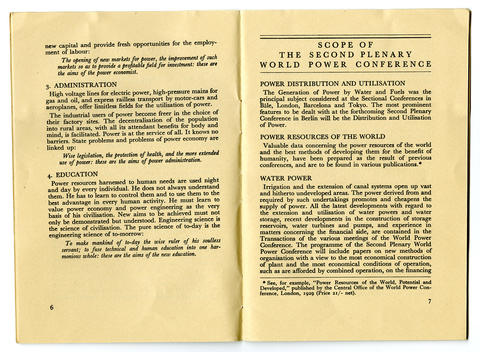 new capital and provide fresh opportunities for the employ-
ment of labour:
The opening of new markets for power, the improvement of such
markets so as to provide a profitable field for investment: these are
the aims of the power economist.
3. ADMINISTRATION
High voltage lines for electric power, high-pressure mains for
gas and oil, and express railless transport by motor-cars and
aeroplanes, offer limitless fields for the utilisation of power.
The industrial users of power become freer in the choice of
their factory sites. The decentralisation of the population
into rural areas, with all its attendant benefits for body and
mind, is facilitated. Power is at the service of all. It knows no
barriers. State problems and problems of power economy are
linked up:
Wise legislation, the protection of health, and the more extended
use of power: these are the aims of power administration.
4. EDUCATION
Power resources harnessed to human needs are used night
and day by every individual. He does not always understand
them. He has to learn to control them and to use them to the
best advantage in every human activity. He must learn to
value power economy and power engineering as the very
basis of his civilisation. New aims to be achieved must not
only be demonstrated but understood. Engineering science is
the science of civilisation. The pure science of to-day is the
engineering science of to-morrow:
To make mankind of to-day the wise ruler of his soulless
servants; to fuse technical and human education into one har-
monious whole: these are the aims of the new education.
6
SCOPE OF
THE SECOND PLENARY
WORLD POWER CONFERENCE
POWER DISTRIBUTION AND UTILISATION
The Generation of Power by Water and Fuels was the
principal subject considered at the Sectional Conferences in
Bâle, London, Barcelona and Tokyo. The most prominent
features to be dealt with at the forthcoming Second Plenary
Conference in Berlin will be the Distribution and Utilisation
of Power.
POWER RESOURCES OF THE WORLD
Valuable data concerning the power resources of the world
and the best methods of developing them for the benefit of
humanity, have been prepared as the result of previous
conferences, and are to be found in various publications.*
WATER POWER
Irrigation and the extension of canal systems open up vast
and hitherto undeveloped areas. The power derived from and
required by such undertakings promotes and cheapens the
supply of power. All the latest developments with regard to
the extension and utilisation of water powers and water
storage, recent developments in the construction of storage
reservoirs, water turbines and pumps, and experience in
matters concerning the financial side, are contained in the
Transactions of the various meetings of the World Power
Conference. The programme of the Second Plenary World
Power Conference will include papers on new methods of
organisation with a view to the most economical construction
of plant and the most economical conditions of operation,
such as are afforded by combined operation, on the financing
* See, for example, "Power Resources of the World, Potential and
Developed," published by the Central Office of the World Power Con-
ference, London, 1929 (Price 21/- net).
7